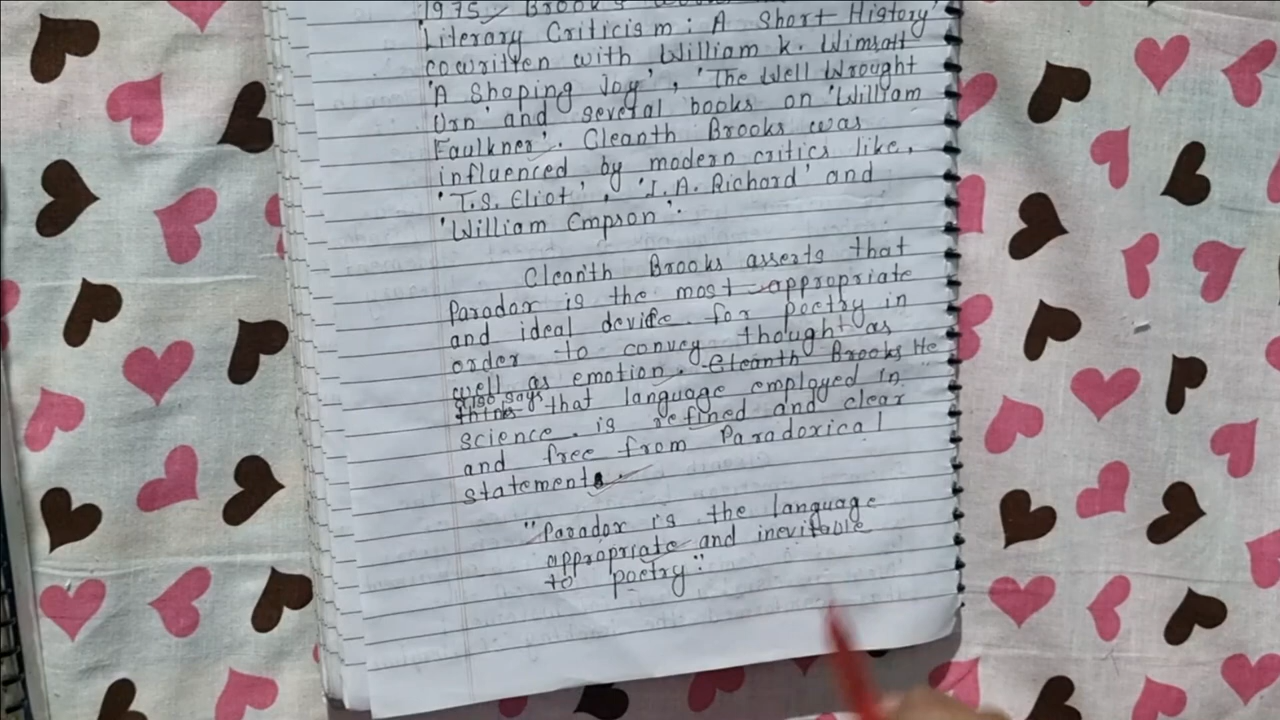 1975. Brook's
'Literary Criticism: A Short History'
cowritten with William K. Wimsatt
'A Shaping Joy', 'The Well Wrought
Urn' and several books on 'William
Faulkner'. Cleanth Brooks was
influenced by modern critics like,
'T.S. Eliot', 'I.A. Richard' and
'William Empson'.
Cleanth Brooks asserts that
Paradox is the most appropriate
and ideal device for poetry in
order to convey thought as
well as emotion. Cleanth Brooks He
also says
thinks that language employed in
science is refined and clear
and free from Paradoxical
statements.
"Paradox is the language
appropriate and inevitable
to poetry"